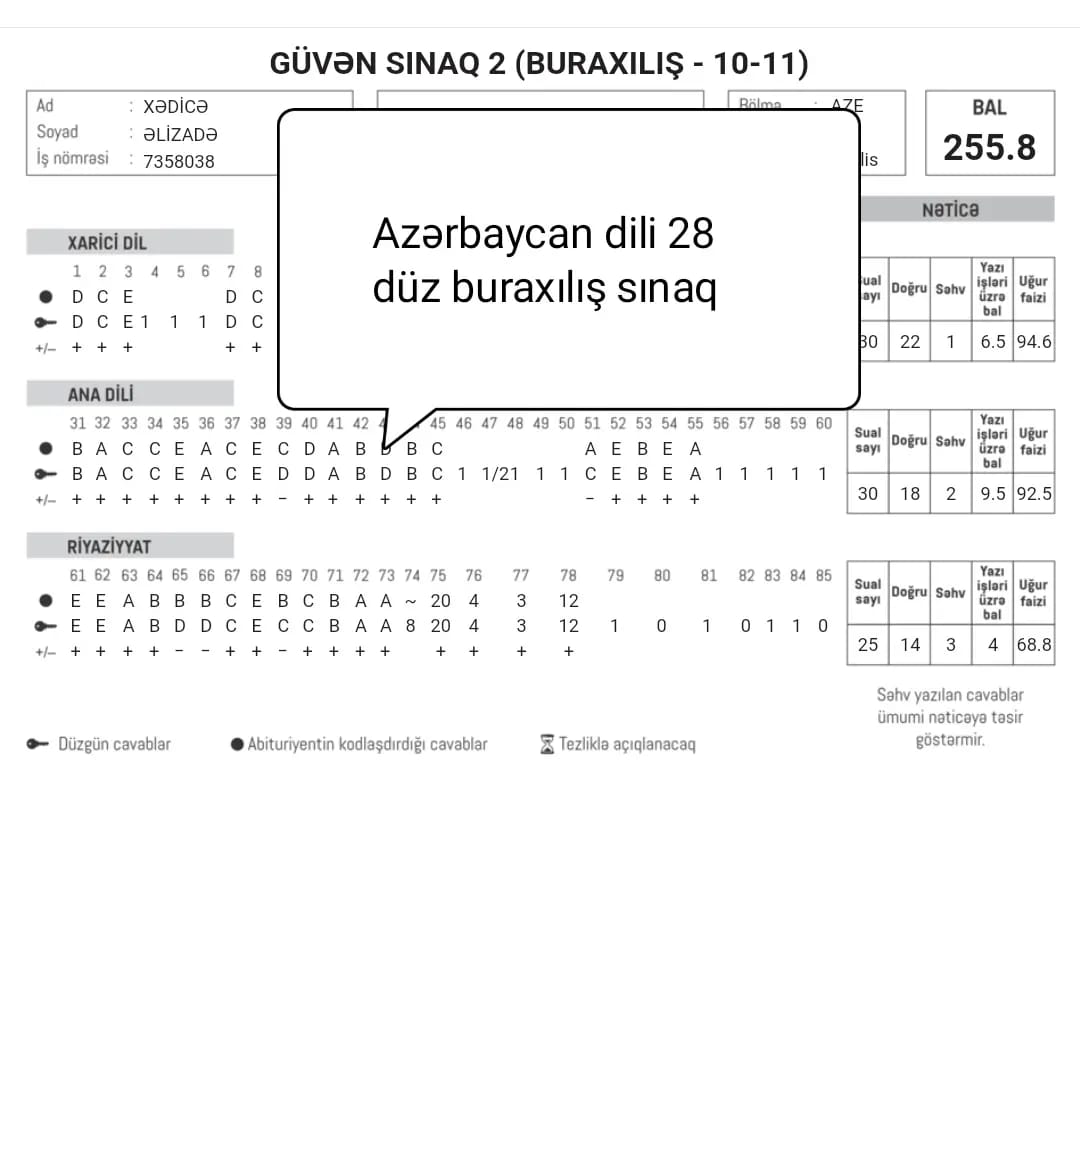 GÜVƏN SINAQ 2 (BURAXILIŞ - 10-11)
Ad : XƏDİCƏ
Soyad : ƏLİZADƏ
İş nömrəsi : 7358038
Bölmə : AZE
lis
BAL
255.8
Azərbaycan dili 28
düz buraxılış sınaq
NƏTİCƏ
XARİCİ DİL
1 2 3 4 5 6 7 8
D C E D C
D C E 1 1 1 D C
+/– + + + + +
Sual sayı Doğru Səhv Yazı işləri üzrə bal Uğur faizi
30 22 1 6.5 94.6
ANA DİLİ
31 32 33 34 35 36 37 38 39 40 41 42 45 46 47 48 49 50 51 52 53 54 55 56 57 58 59 60
B A C C E A C E C D A B D B C A E B E A
B A C C E A C E D D A B D B C 1 1/2 1 1 1 C E B E A 1 1 1 1 1
+/– + + + + + + + + – + + + + + + – + + + +
Sual sayı Doğru Səhv Yazı işləri üzrə bal Uğur faizi
30 18 2 9.5 92.5
RİYAZİYYAT
61 62 63 64 65 66 67 68 69 70 71 72 73 74 75 76 77 78 79 80 81 82 83 84 85
E E A B B B C E B C B A A ~ 20 4 3 12
E E A B D D C E C C B A A 8 20 4 3 12 1 0 1 0 1 1 0
+/– + + + + – – + + – + + + + + + + +
Sual sayı Doğru Səhv Yazı işləri üzrə bal Uğur faizi
25 14 3 4 68.8
Səhv yazılan cavablar
ümumi nəticəyə təsir
göstərmir.
Düzgün cavablar Abituriyentin kodlaşdırdığı cavablar Tezliklə açıqlanacaq